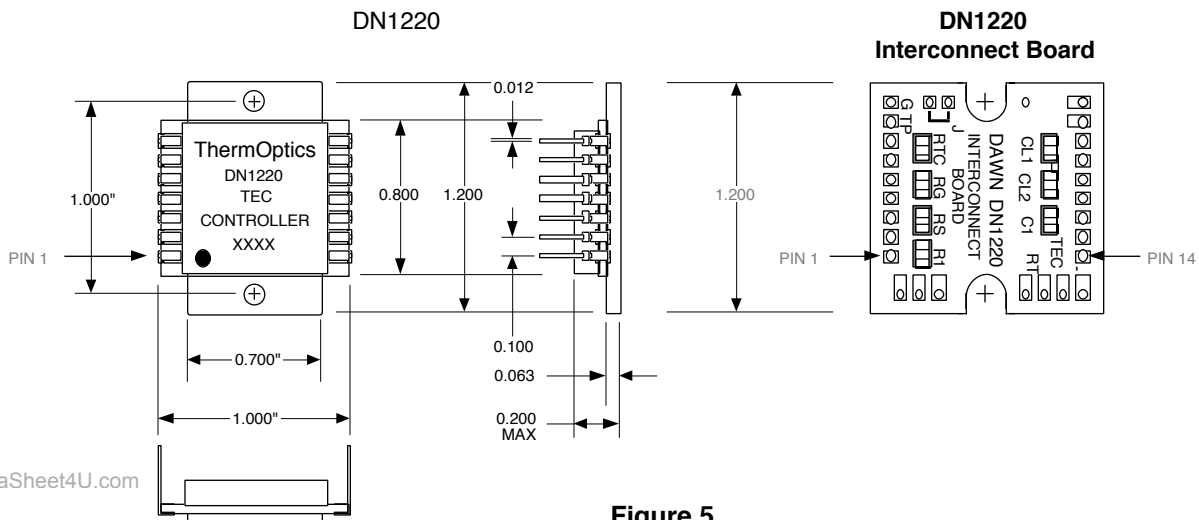 DN1220
DN1220
Interconnect Board
1.000"
PIN 1
ThermOptics
DN1220
TEC
CONTROLLER
XXXX
0.800
1.200
0.012
0.100
0.063
0.200
MAX
0.700"
1.000"
1.200
PIN 1
G
TP
J
RTC
RG
RS
R1
DAWN DN1220
INTERCONNECT
BOARD
CL1
CL2
C1
TEC
-
RT
PIN 14
aSheet4U.com
Figure 5